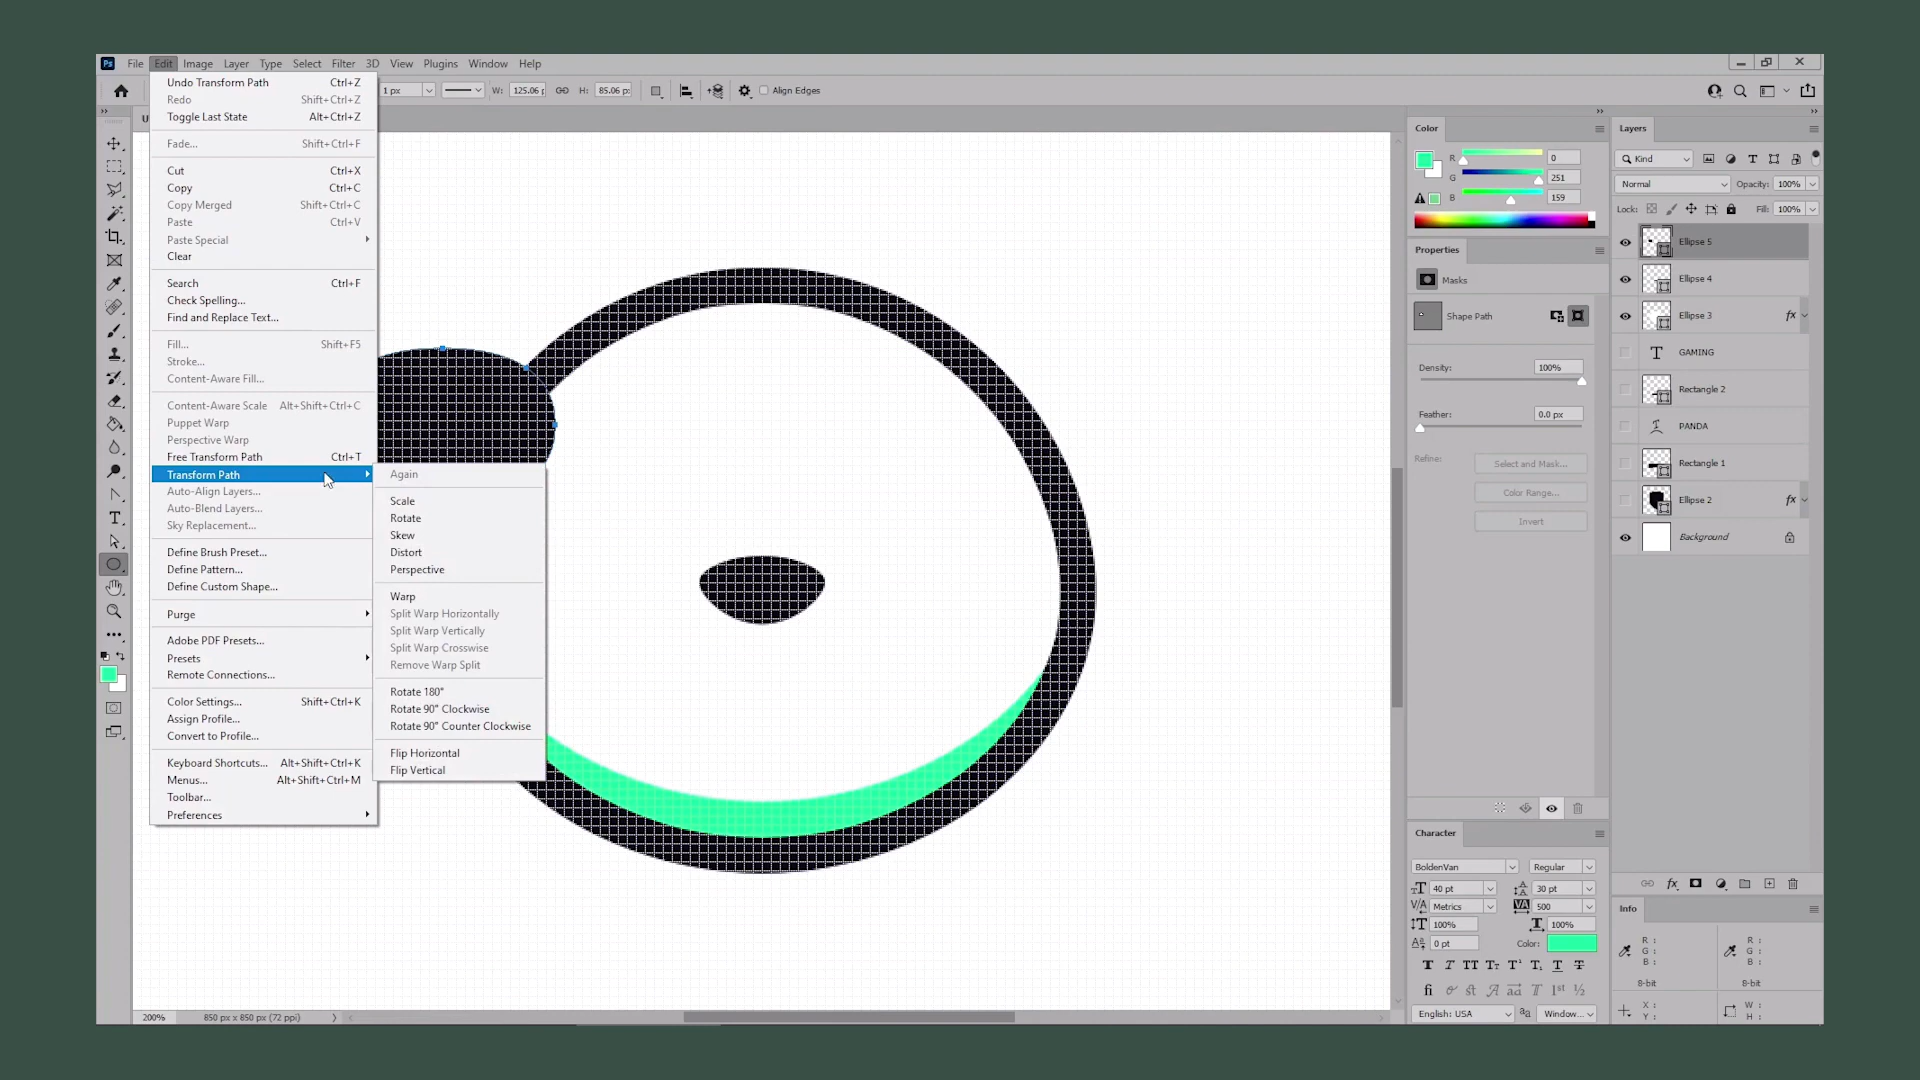 Ps File Edit Image Layer Type Select Filter 3D View Plugins Window Help
1 px W: 125.06 p H: 85.06 p: Align Edges
U
Undo Transform Path Ctrl+Z
Redo Shift+Ctrl+Z
Toggle Last State Alt+Ctrl+Z
Fade... Shift+Ctrl+F
Cut Ctrl+X
Copy Ctrl+C
Copy Merged Shift+Ctrl+C
Paste Ctrl+V
Paste Special
Clear
Search Ctrl+F
Check Spelling...
Find and Replace Text...
Fill... Shift+F5
Stroke...
Content-Aware Fill...
Content-Aware Scale Alt+Shift+Ctrl+C
Puppet Warp
Perspective Warp
Free Transform Path Ctrl+T
Transform Path
Auto-Align Layers...
Auto-Blend Layers...
Sky Replacement...
Define Brush Preset...
Define Pattern...
Define Custom Shape...
Purge
Adobe PDF Presets...
Presets
Remote Connections...
Color Settings... Shift+Ctrl+K
Assign Profile...
Convert to Profile...
Keyboard Shortcuts... Alt+Shift+Ctrl+K
Menus... Alt+Shift+Ctrl+M
Toolbar...
Preferences
Again
Scale
Rotate
Skew
Distort
Perspective
Warp
Split Warp Horizontally
Split Warp Vertically
Split Warp Crosswise
Remove Warp Split
Rotate 180°
Rotate 90° Clockwise
Rotate 90° Counter Clockwise
Flip Horizontal
Flip Vertical
200% 850 px x 850 px (72 ppi)
Color
R 0
G 251
B 159
Properties
Masks
Shape Path
Density: 100%
Feather: 0.0 px
Refine: Select and Mask...
Color Range...
Invert
Character
BoldenVan Regular
40 pt 30 pt
Metrics 500
100% 100%
0 pt Color:
English: USA Window...
Layers
Kind
Normal Opacity: 100%
Lock: Fill: 100%
Ellipse 5
Ellipse 4
Ellipse 3 fx
GAMING
Rectangle 2
PANDA
Rectangle 1
Ellipse 2 fx
Background
fx
Info
R : R :
G : G :
B : B :
8-bit 8-bit
X : W :
Y : H :